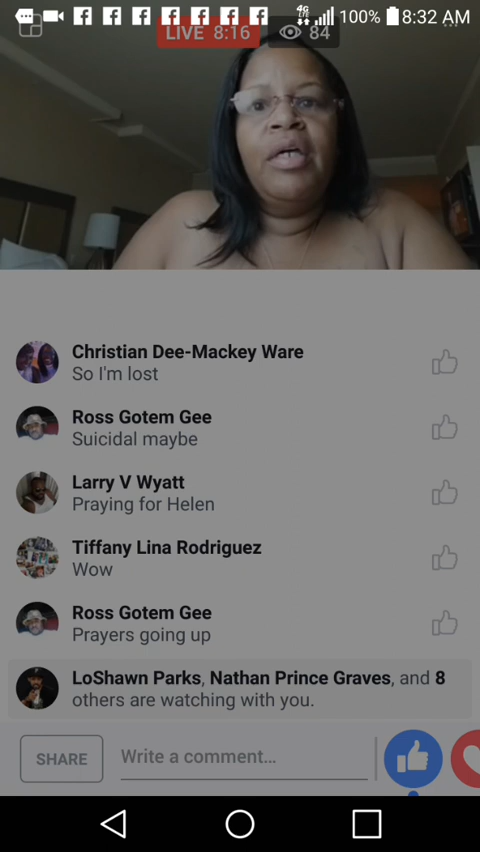 4G LTE 100% 8:32 AM
LIVE 8:16 84
Christian Dee-Mackey Ware
So I'm lost
Ross Gotem Gee
Suicidal maybe
Larry V Wyatt
Praying for Helen
Tiffany Lina Rodriguez
Wow
Ross Gotem Gee
Prayers going up
LoShawn Parks, Nathan Prince Graves, and 8
others are watching with you.
SHARE Write a comment...